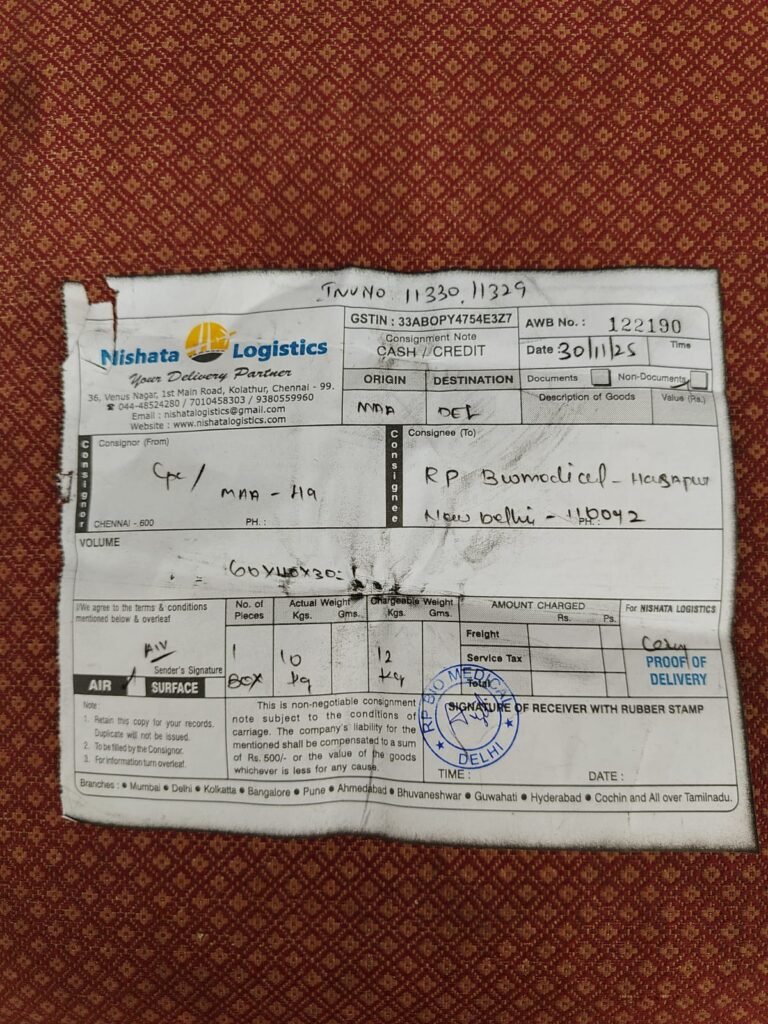 INV NO 11330, 11329
Nishata Logistics
Your Delivery Partner
36, Venus Nagar, 1st Main Road, Kolathur, Chennai - 99.
☎ 044-48524280 / 7010458303 / 9380559960
Email : nishatalogistics@gmail.com
Website : www.nishatalogistics.com
GSTIN : 33ABOPY4754E3Z7
Consignment Note
CASH / CREDIT
AWB No. : 122190
Date 30/11/25 Time
ORIGIN DESTINATION
MAA DEL
Documents Non-Documents
Description of Goods Value (Rs.)
Consignor
Consignor (From)
MAA - HQ
CHENNAI - 600 PH. :
Consignee
Consignee (To)
RP Biomedical - Hasanpur
New Delhi - 110092
PH. :
VOLUME
60X40X30=1
I/We agree to the terms & conditions
mentioned below & overleaf
Sender's Signature
AIR SURFACE
No. of Pieces
Actual Weight
Kgs. Gms.
Chargeable Weight
Kgs. Gms.
1 10 12
BOX Kg Kg
AMOUNT CHARGED
Rs. Ps.
Freight
Service Tax
Total
For NISHATA LOGISTICS
PROOF OF
DELIVERY
Note :
1. Retain this copy for your records.
Duplicate will not be issued.
2. To be filled by the Consignor.
3. For information turn overleaf.
This is non-negotiable consignment
note subject to the conditions of
carriage. The company's liability for the
mentioned shall be compensated to a sum
of Rs. 500/- or the value of the goods
whichever is less for any cause.
SIGNATURE OF RECEIVER WITH RUBBER STAMP
RP BIO MEDICAL
DELHI
TIME : DATE :
Branches : • Mumbai • Delhi • Kolkatta • Bangalore • Pune • Ahmedabad • Bhuvaneshwar • Guwahati • Hyderabad • Cochin and All over Tamilnadu.